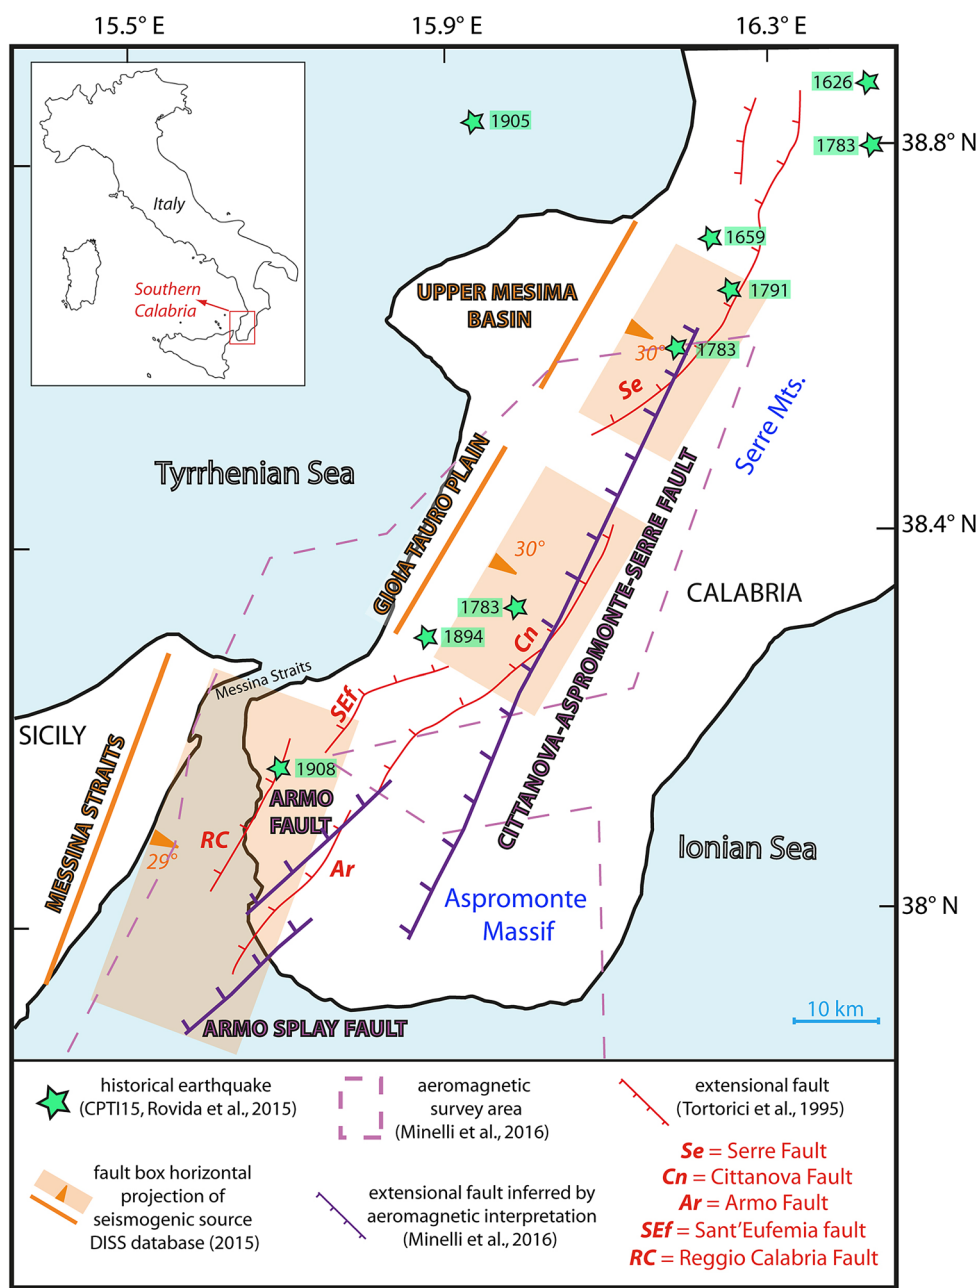 15.5° E
15.9° E
16.3° E
1626
1905
38.8° N
1783
Italy
1659
Southern
Calabria
UPPER MESIMA
BASIN
1791
30°
1783
Se
Serre Mts.
Tyrrhenian Sea
GIOIA TAURO PLAIN
CITTANOVA-ASPROMONTE-SERRE FAULT
38.4° N
30°
CALABRIA
1783
1894
Cn
Messina Straits
SEf
SICILY
MESSINA STRAITS
1908
ARMO
FAULT
RC
29°
Ar
Ionian Sea
Aspromonte
Massif
38° N
10 km
ARMO SPLAY FAULT
historical earthquake
(CPTI15, Rovida et al., 2015)
aeromagnetic
survey area
(Minelli et al., 2016)
extensional fault
(Tortorici et al., 1995)
Se = Serre Fault
Cn = Cittanova Fault
Ar = Armo Fault
SEf = Sant'Eufemia fault
RC = Reggio Calabria Fault
fault box horizontal
projection of
seismogenic source
DISS database (2015)
extensional fault inferred by
aeromagnetic interpretation
(Minelli et al., 2016)